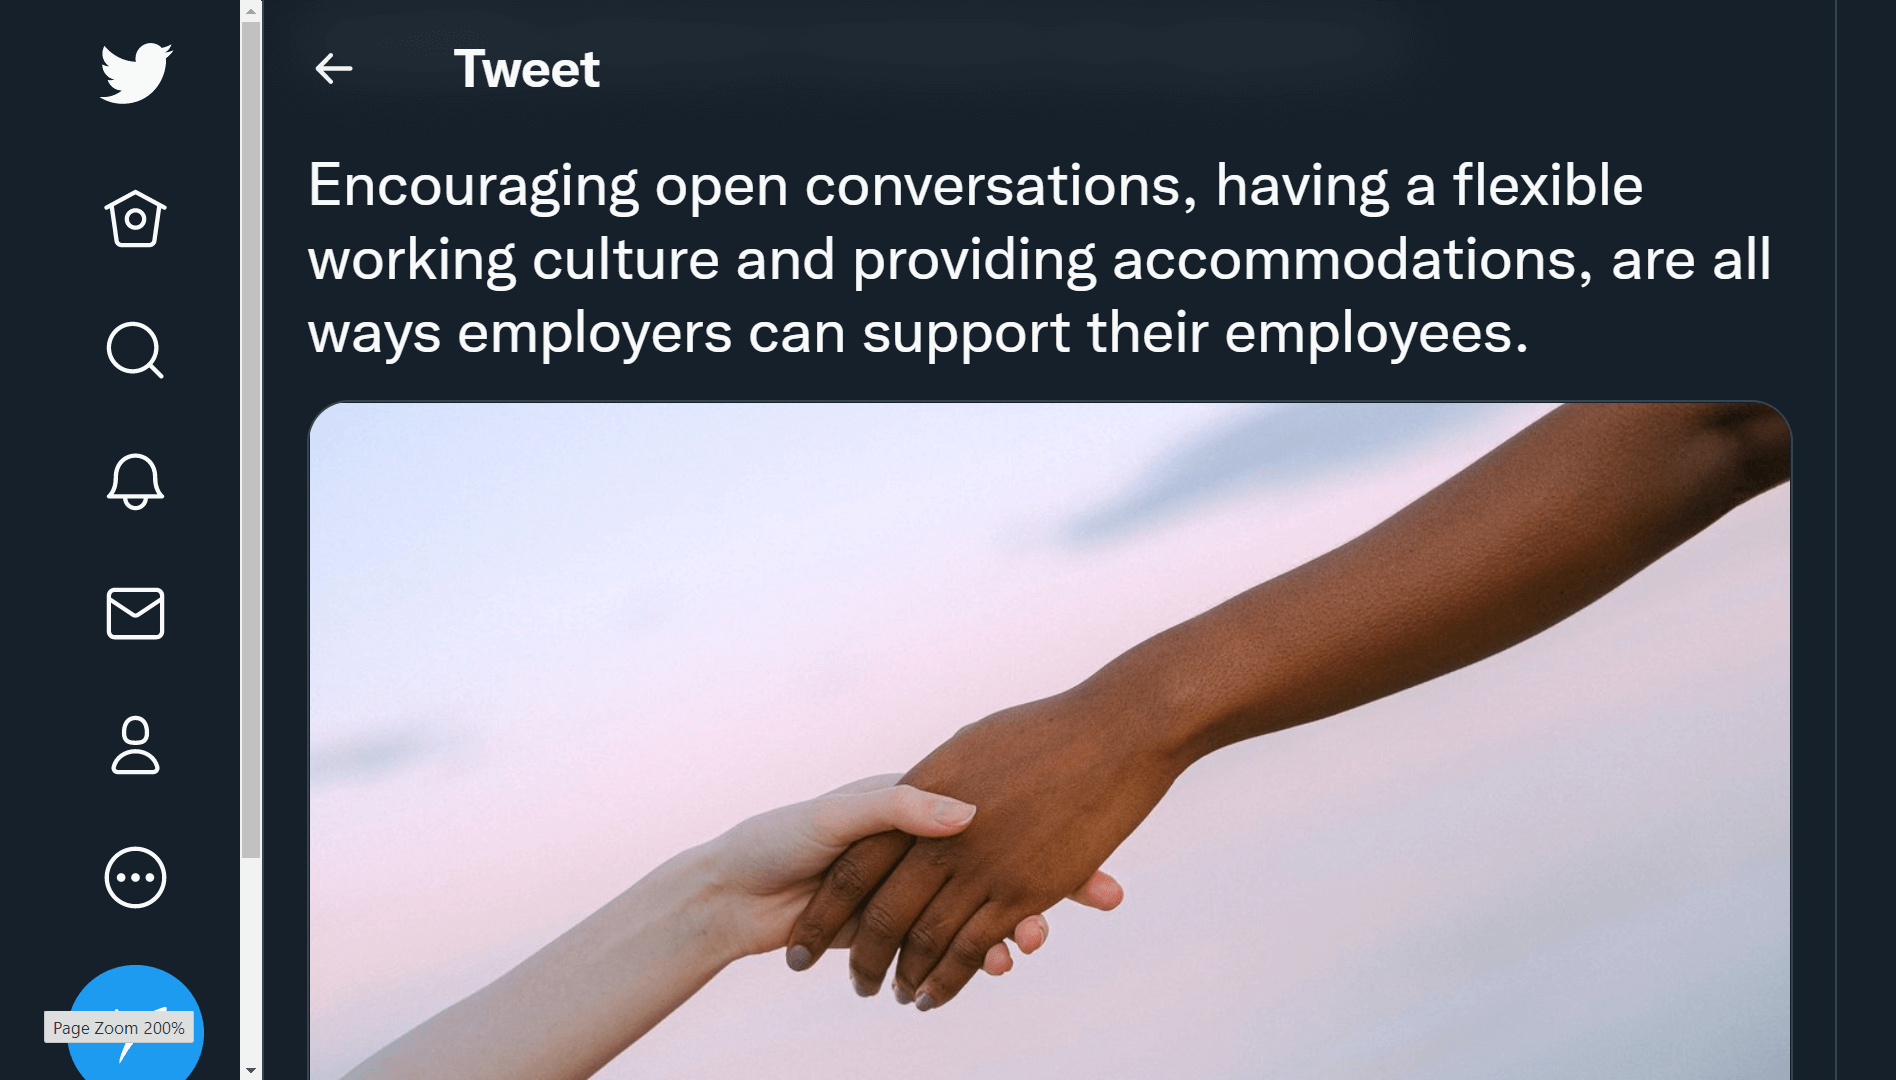 Tweet
Encouraging open conversations, having a flexible
working culture and providing accommodations, are all
ways employers can support their employees.
Page Zoom 200%